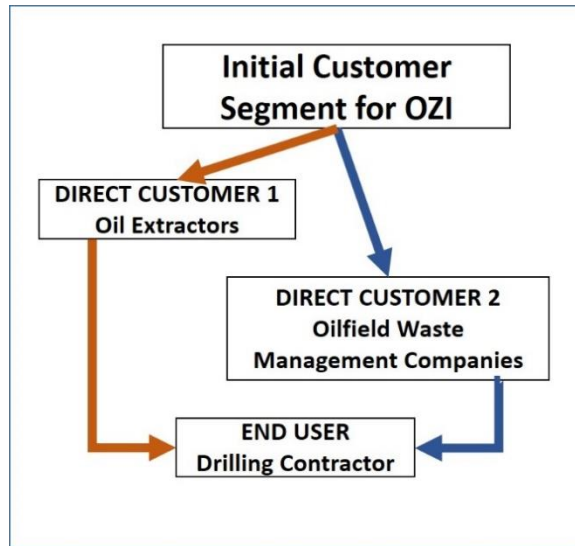 Initial Customer
Segment for OZI
DIRECT CUSTOMER 1
Oil Extractors
DIRECT CUSTOMER 2
Oilfield Waste
Management Companies
END USER
Drilling Contractor